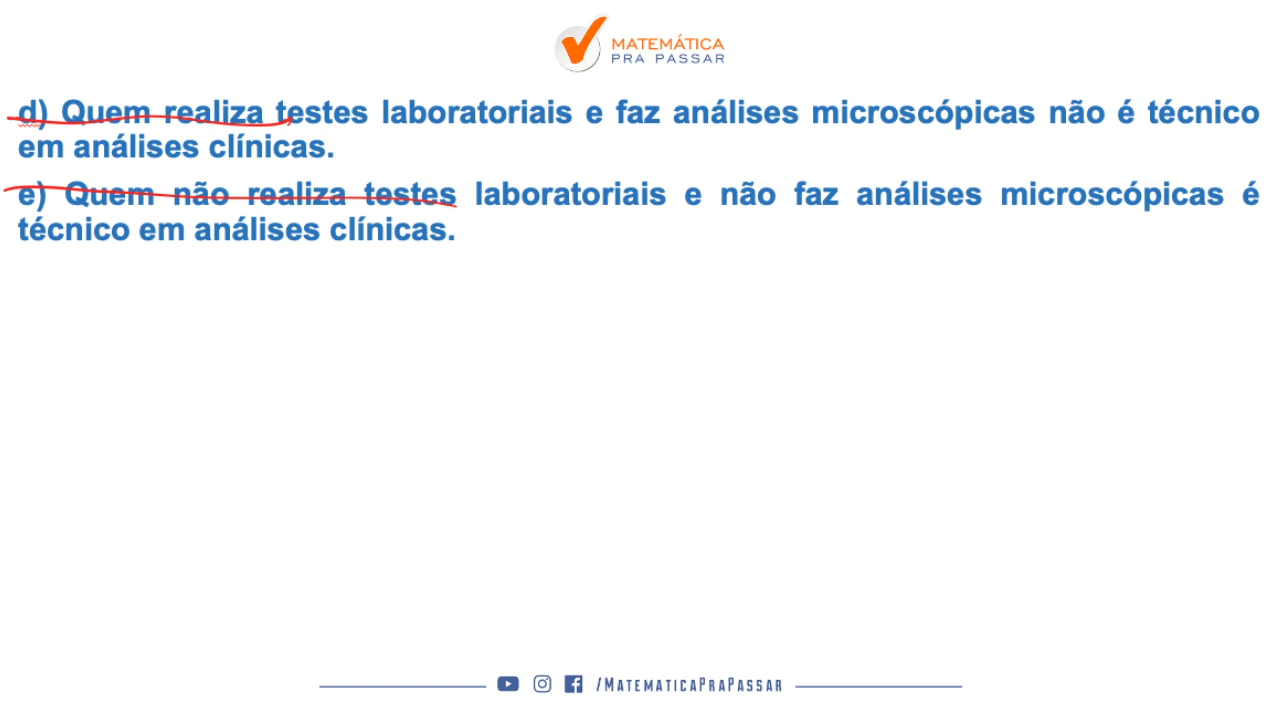 MATEMÁTICA
PRA PASSAR
d) Quem realiza testes laboratoriais e faz análises microscópicas não é técnico
em análises clínicas.
e) Quem não realiza testes laboratoriais e não faz análises microscópicas é
técnico em análises clínicas.
/MATEMATICAPRAPASSAR